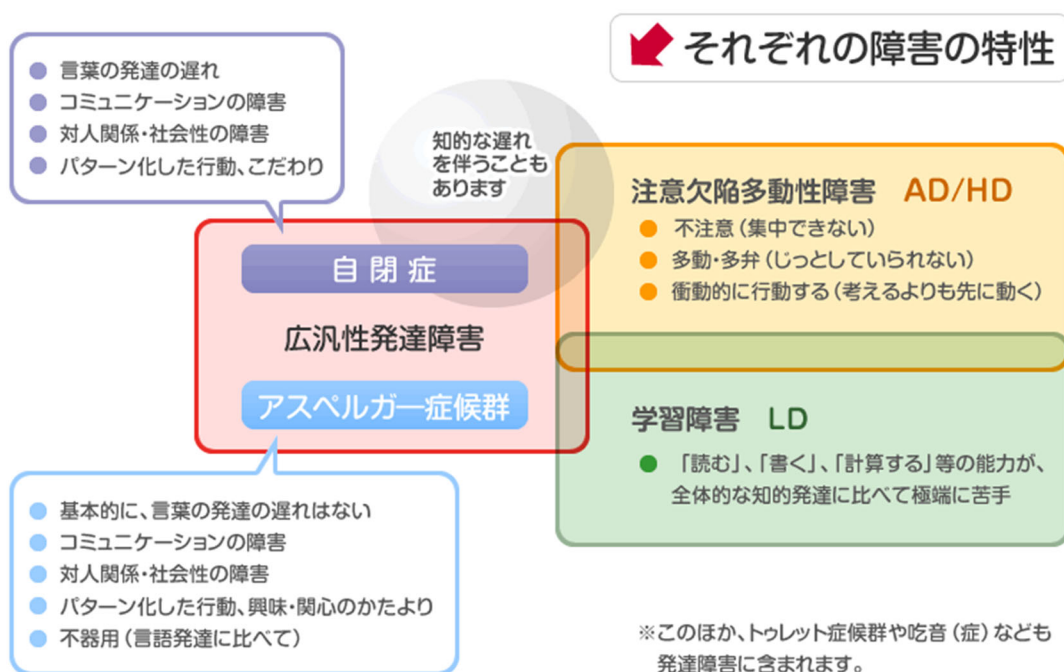 それぞれの障害の特性
● 言葉の発達の遅れ
● コミュニケーションの障害
● 対人関係・社会性の障害
● パターン化した行動、こだわり
知的な遅れ
を伴うことも
あります
自閉症
広汎性発達障害
アスペルガー症候群
● 基本的に、言葉の発達の遅れはない
● コミュニケーションの障害
● 対人関係・社会性の障害
● パターン化した行動、興味・関心のかたより
● 不器用(言語発達に比べて)
注意欠陥多動性障害 AD/HD
● 不注意(集中できない)
● 多動・多弁(じっとしていられない)
● 衝動的に行動する(考えるよりも先に動く)
学習障害 LD
● 「読む」、「書く」、「計算する」等の能力が、
全体的な知的発達に比べて極端に苦手
※このほか、トゥレット症候群や吃音(症)なども
発達障害に含まれます。